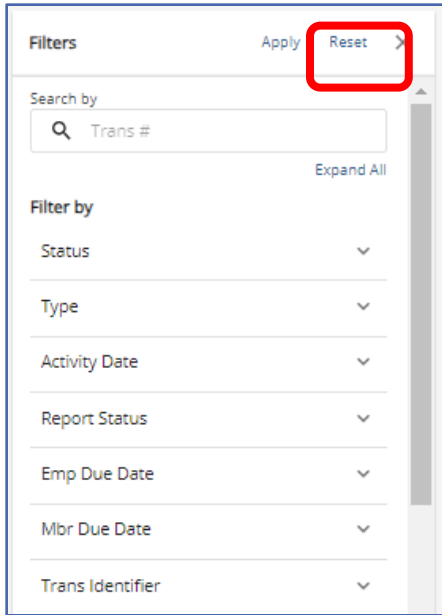 Filters Apply Reset
Search by
Trans #
Expand All
Filter by
Status
Type
Activity Date
Report Status
Emp Due Date
Mbr Due Date
Trans Identifier